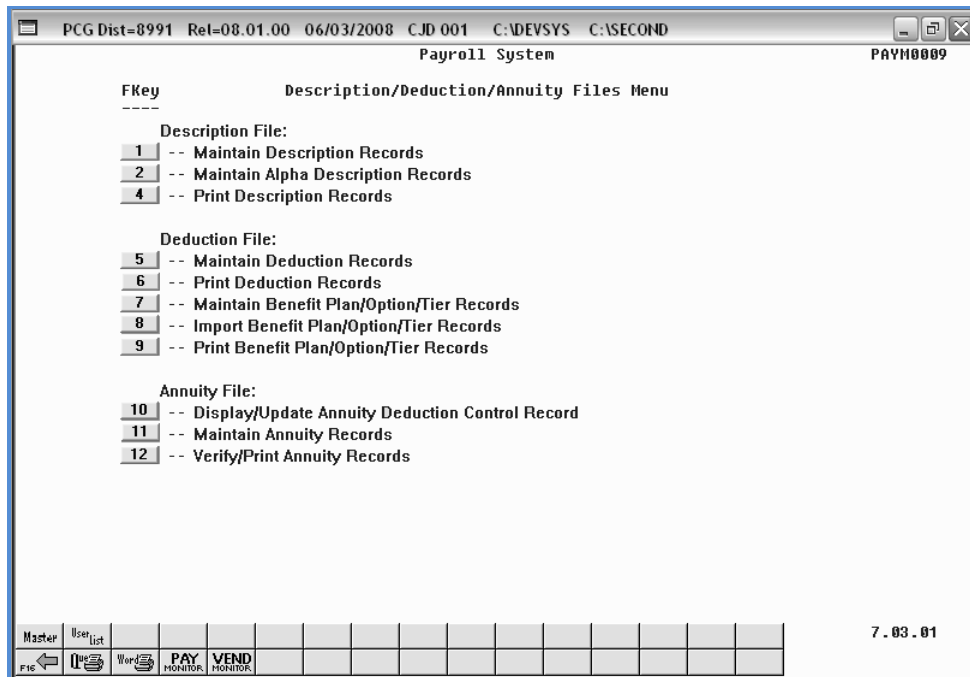 PCG Dist=8991 Rel=08.01.00 06/03/2008 CJD 001 C:\DEVSYS C:\SECOND
Payroll System PAYM0009
FKey Description/Deduction/Annuity Files Menu
----
Description File:
1 -- Maintain Description Records
2 -- Maintain Alpha Description Records
4 -- Print Description Records
Deduction File:
5 -- Maintain Deduction Records
6 -- Print Deduction Records
7 -- Maintain Benefit Plan/Option/Tier Records
8 -- Import Benefit Plan/Option/Tier Records
9 -- Print Benefit Plan/Option/Tier Records
Annuity File:
10 -- Display/Update Annuity Deduction Control Record
11 -- Maintain Annuity Records
12 -- Verify/Print Annuity Records
Master User List 7.03.01
F16 Que Word PAY MONITOR VEND MONITOR